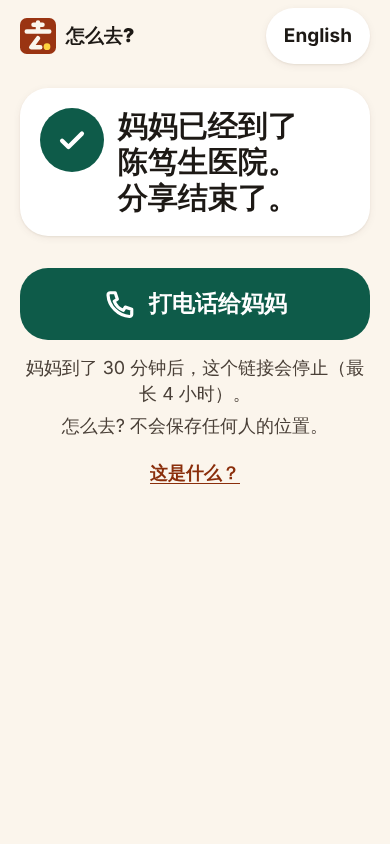 去
怎么去?
English
妈妈已经到了
陈笃生医院。
分享结束了。
打电话给妈妈
妈妈到了 30 分钟后，这个链接会停止（最
长 4 小时）。
怎么去? 不会保存任何人的位置。
这是什么？